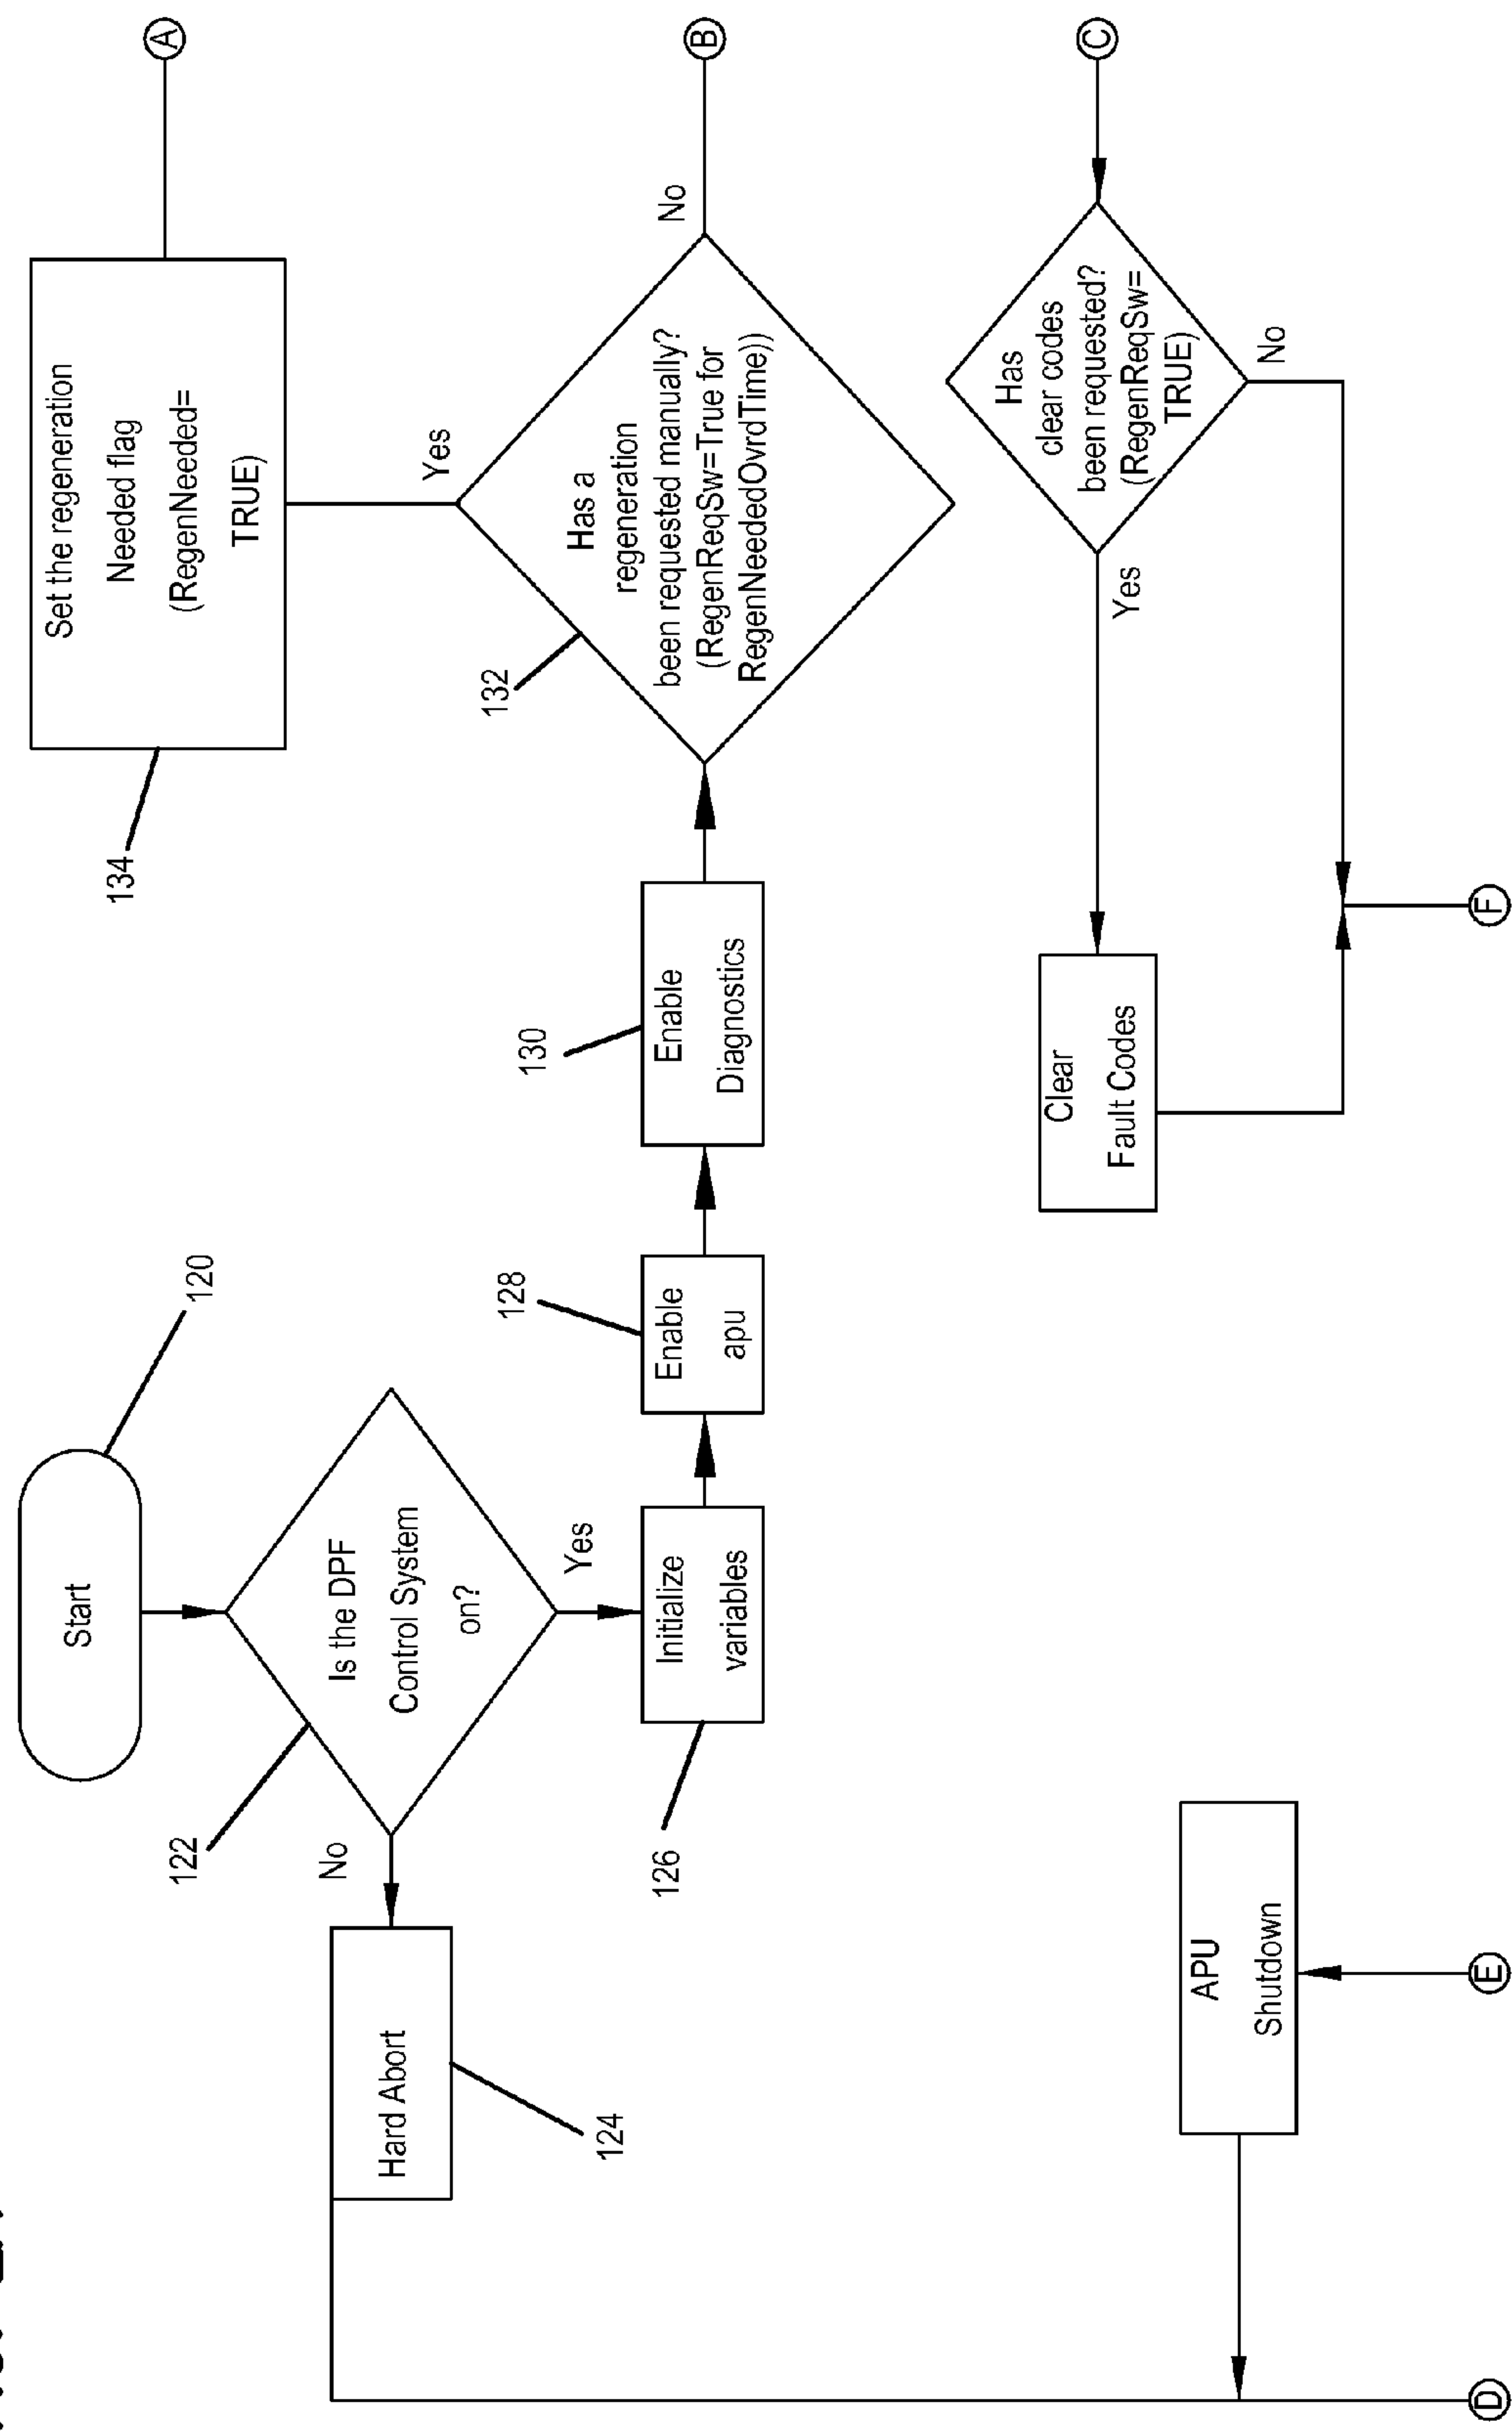 Start
120
Is the DPF
Control System
on?
122
No
Yes
Hard Abort
124
Initialize
variables
126
Enable
apu
128
Enable
Diagnostics
130
Has a
regeneration
been requested manually?
(RegenReqSw=True for
RegenNeededOvrdTime))
132
Yes
No
Set the regeneration
Needed flag
(RegenNeeded=
TRUE)
134
A
B
C
Has
clear codes
been requested?
(RegenReqSw=
TRUE)
Yes
No
Clear
Fault Codes
F
APU
Shutdown
E
D